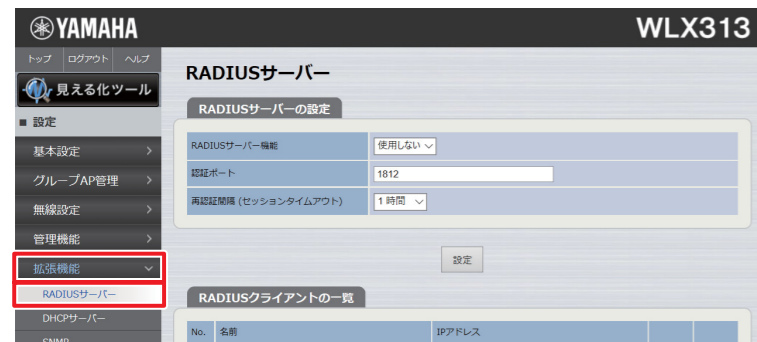 YAMAHA
WLX313
トップ ログアウト ヘルプ
見える化ツール
■ 設定
基本設定
グループAP管理
無線設定
管理機能
拡張機能
RADIUSサーバー
DHCPサーバー
SNMP
RADIUSサーバー
RADIUSサーバーの設定
RADIUSサーバー機能 使用しない
認証ポート 1812
再認証間隔 (セッションタイムアウト) 1 時間
設定
RADIUSクライアントの一覧
No. 名前 IPアドレス